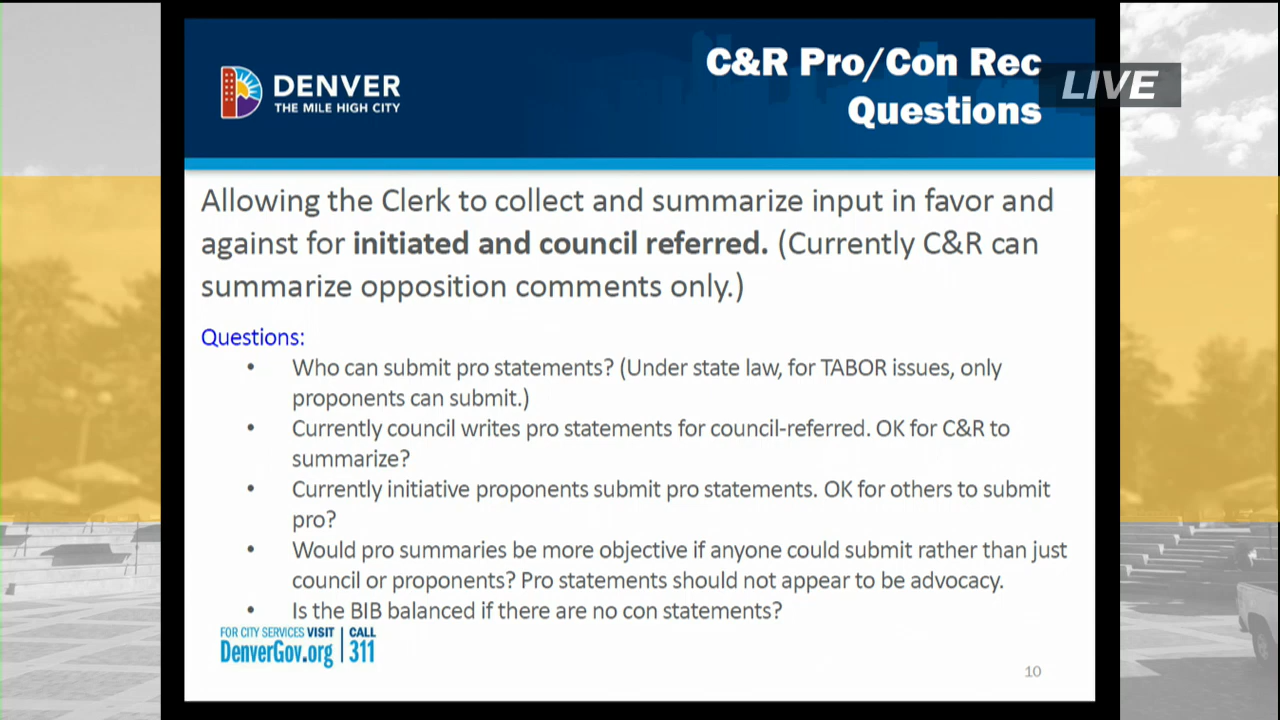 C&R Pro/Con Rec
Questions
LIVE
DENVER
THE MILE HIGH CITY
Allowing the Clerk to collect and summarize input in favor and
against for initiated and council referred. (Currently C&R can
summarize opposition comments only.)
Questions:
• Who can submit pro statements? (Under state law, for TABOR issues, only
proponents can submit.)
• Currently council writes pro statements for council-referred. OK for C&R to
summarize?
• Currently initiative proponents submit pro statements. OK for others to submit
pro?
• Would pro summaries be more objective if anyone could submit rather than just
council or proponents? Pro statements should not appear to be advocacy.
• Is the BIB balanced if there are no con statements?
FOR CITY SERVICES VISIT | CALL
DenverGov.org | 311
10